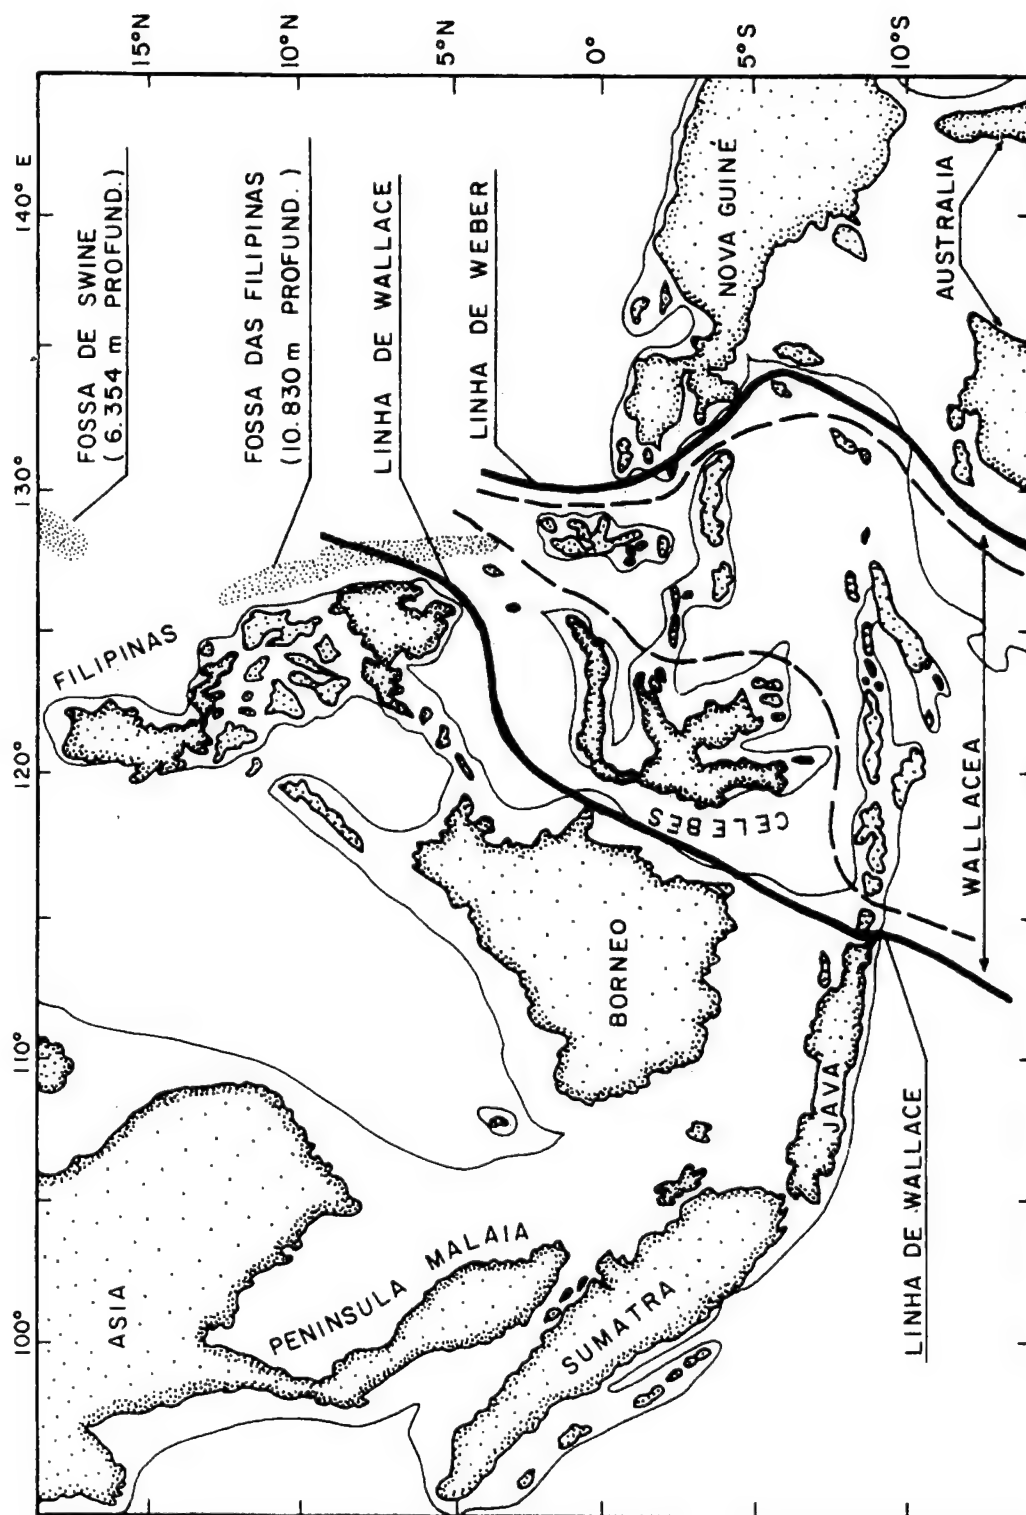 15°N
10°N
5°N
0°
5°S
10°S
100°
110°
120°
130°
140° E
FOSSA DE SWINE
(6.354 m PROFUND.)
FOSSA DAS FILIPINAS
(10.830 m PROFUND.)
LINHA DE WALLACE
LINHA DE WEBER
FILIPINAS
NOVA GUINÉ
AUSTRALIA
ASIA
PENINSULA MALAIA
SUMATRA
BORNEO
JAVA
CELEBES
WALLACEA
LINHA DE WALLACE